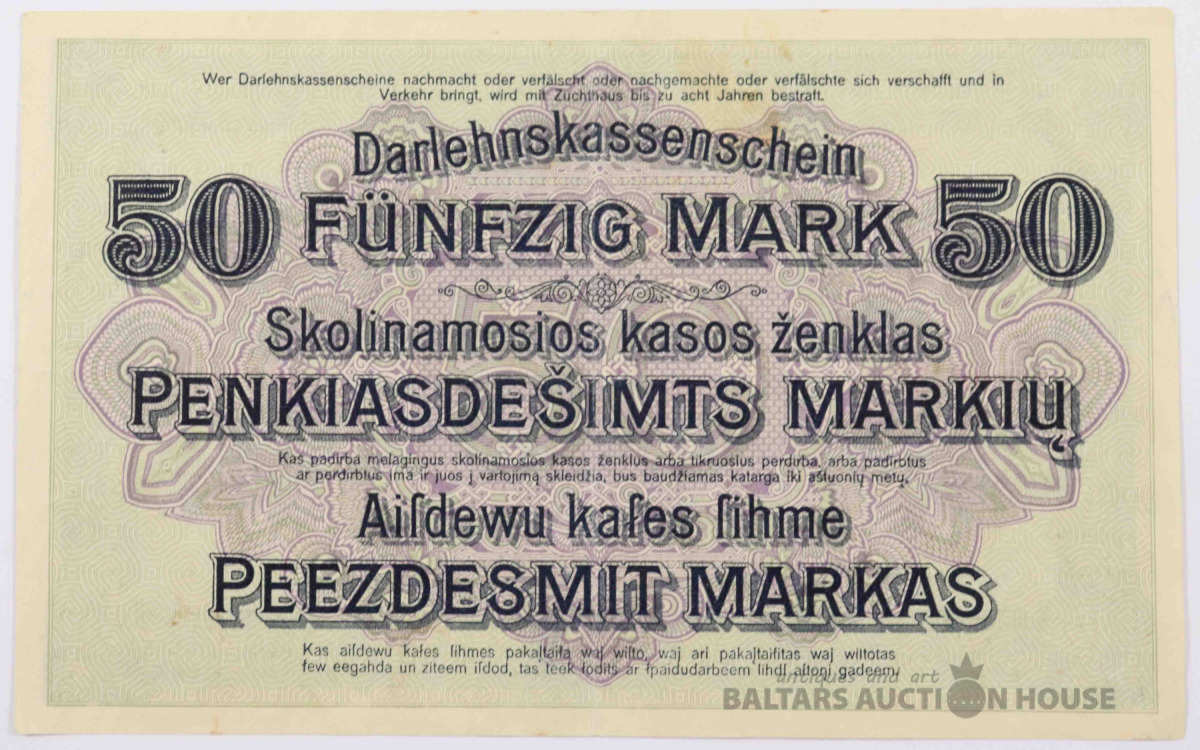 Wer Darlehnskassenscheine nachmacht oder verfälscht oder nachgemachte oder verfälschte sich verschafft und in
Verkehr bringt, wird mit Zuchthaus bis zu acht Jahren bestraft.
Darlehnskassenschein
50 FÜNFZIG MARK 50
Skolinamosios kasos ženklas
PENKIASDEŠIMTS MARKIŲ
Kas padirba melagingus skolinamosios kasos ženklus arba tikruosius perdirba, arba padirbtus
ar perdirbtus ima ir juos į vartojimą skleidžia, bus baudžiamas katarga iki aštuonių metų.
Aiſdewu kaſes ſihme
PEEZDESMIT MARKAS
Kas aiſdewu kaſes ſihmes pakaļtaiſa waj wilto, waj ari pakaļtaiſitas waj wiltotas
ſew eegahda un ziteem iſdod, tas teek ſodits ar ſpaidudarbeem lihdſ aſtoņi gadeem.
antiques and art
BALTARS AUCTION HOUSE